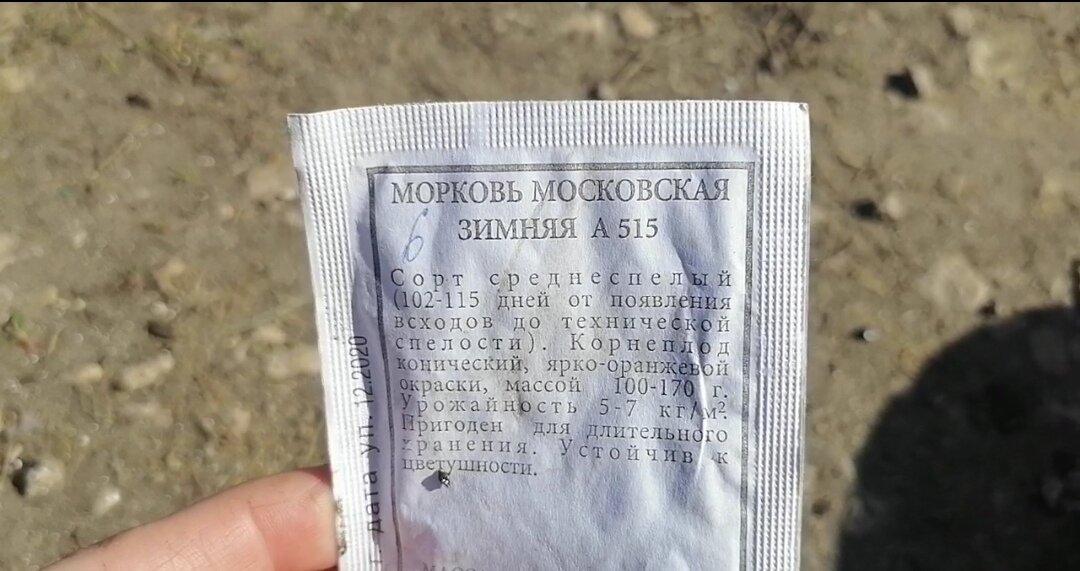 МОРКОВЬ МОСКОВСКАЯ
ЗИМНЯЯ А 515
6
Сорт среднеспелый
(102-115 дней от появления
всходов до технической
спелости). Корнеплод
конический, ярко-оранжевой
окраски, массой 100-170 г.
Урожайность 5-7 кг/м²
Пригоден для длительного
хранения. Устойчив к
цветушности.
дата уп. 12.2020